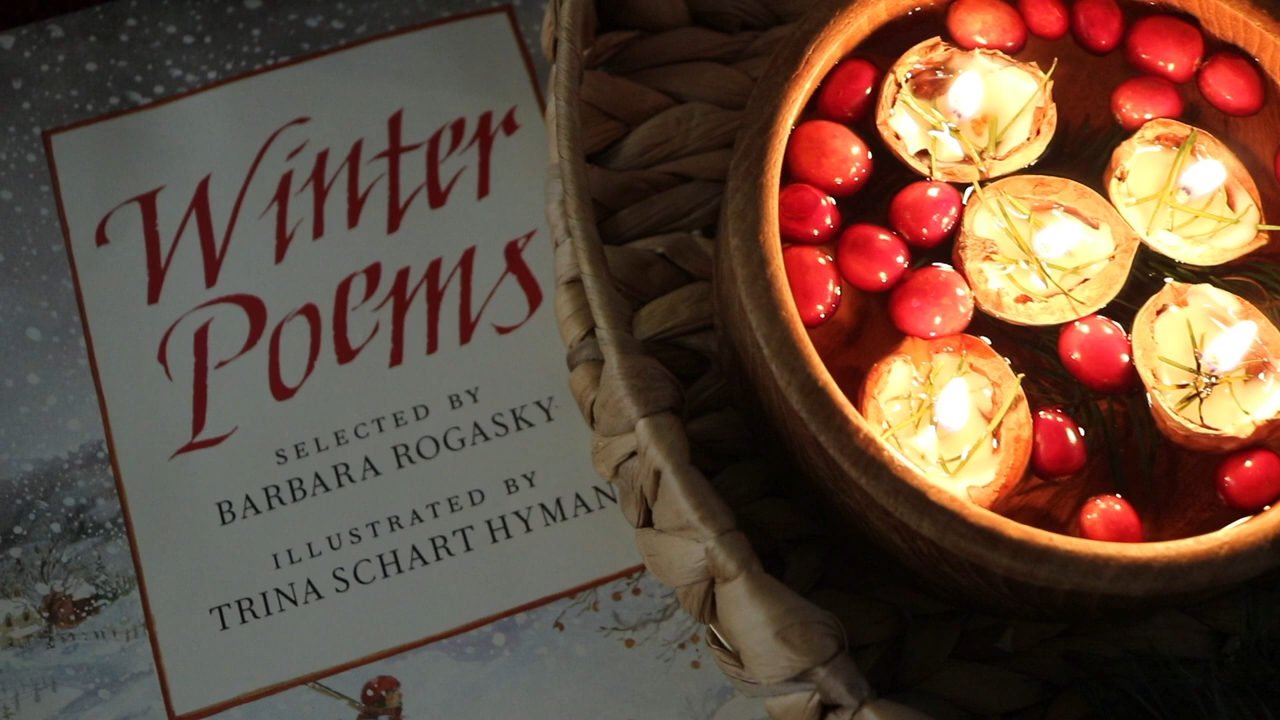 Winter
Poems
SELECTED BY
BARBARA ROGASKY
ILLUSTRATED BY
TRINA SCHART HYMAN